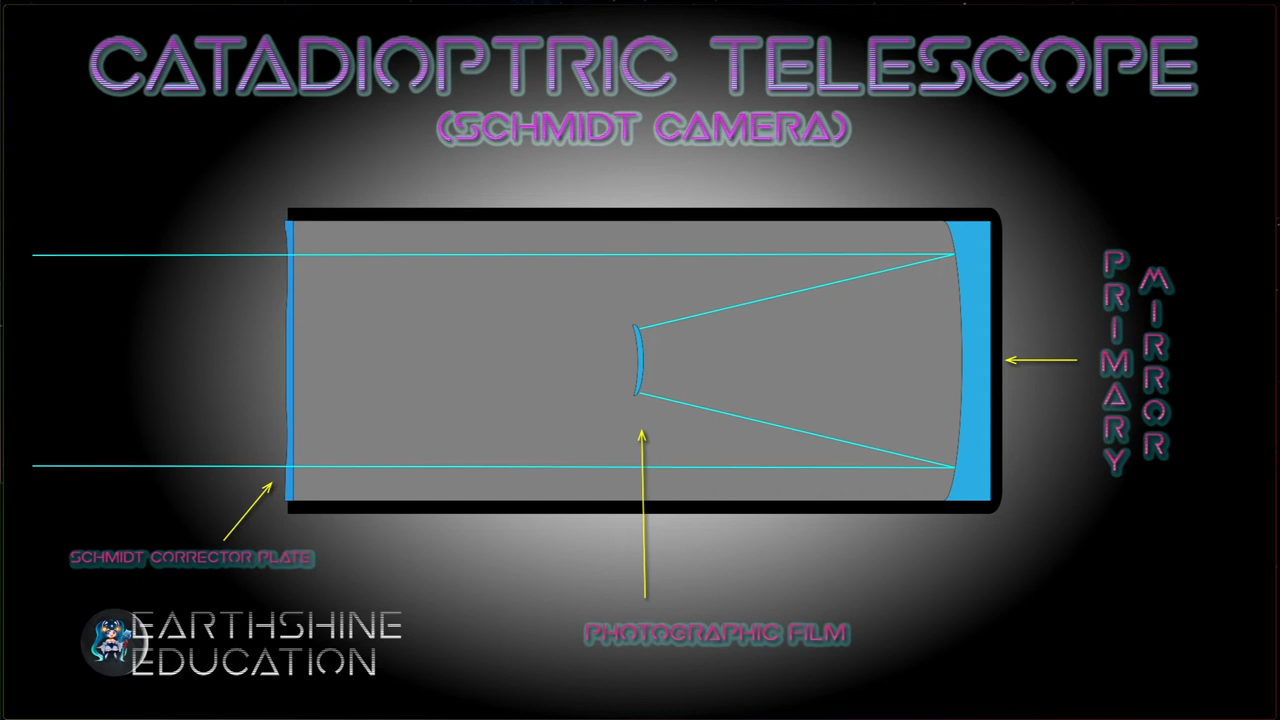 CATADIOPTRIC TELESCOPE
(SCHMIDT CAMERA)
PRIMARY
MIRROR
SCHMIDT CORRECTOR PLATE
PHOTOGRAPHIC FILM
EARTHSHINE
EDUCATION